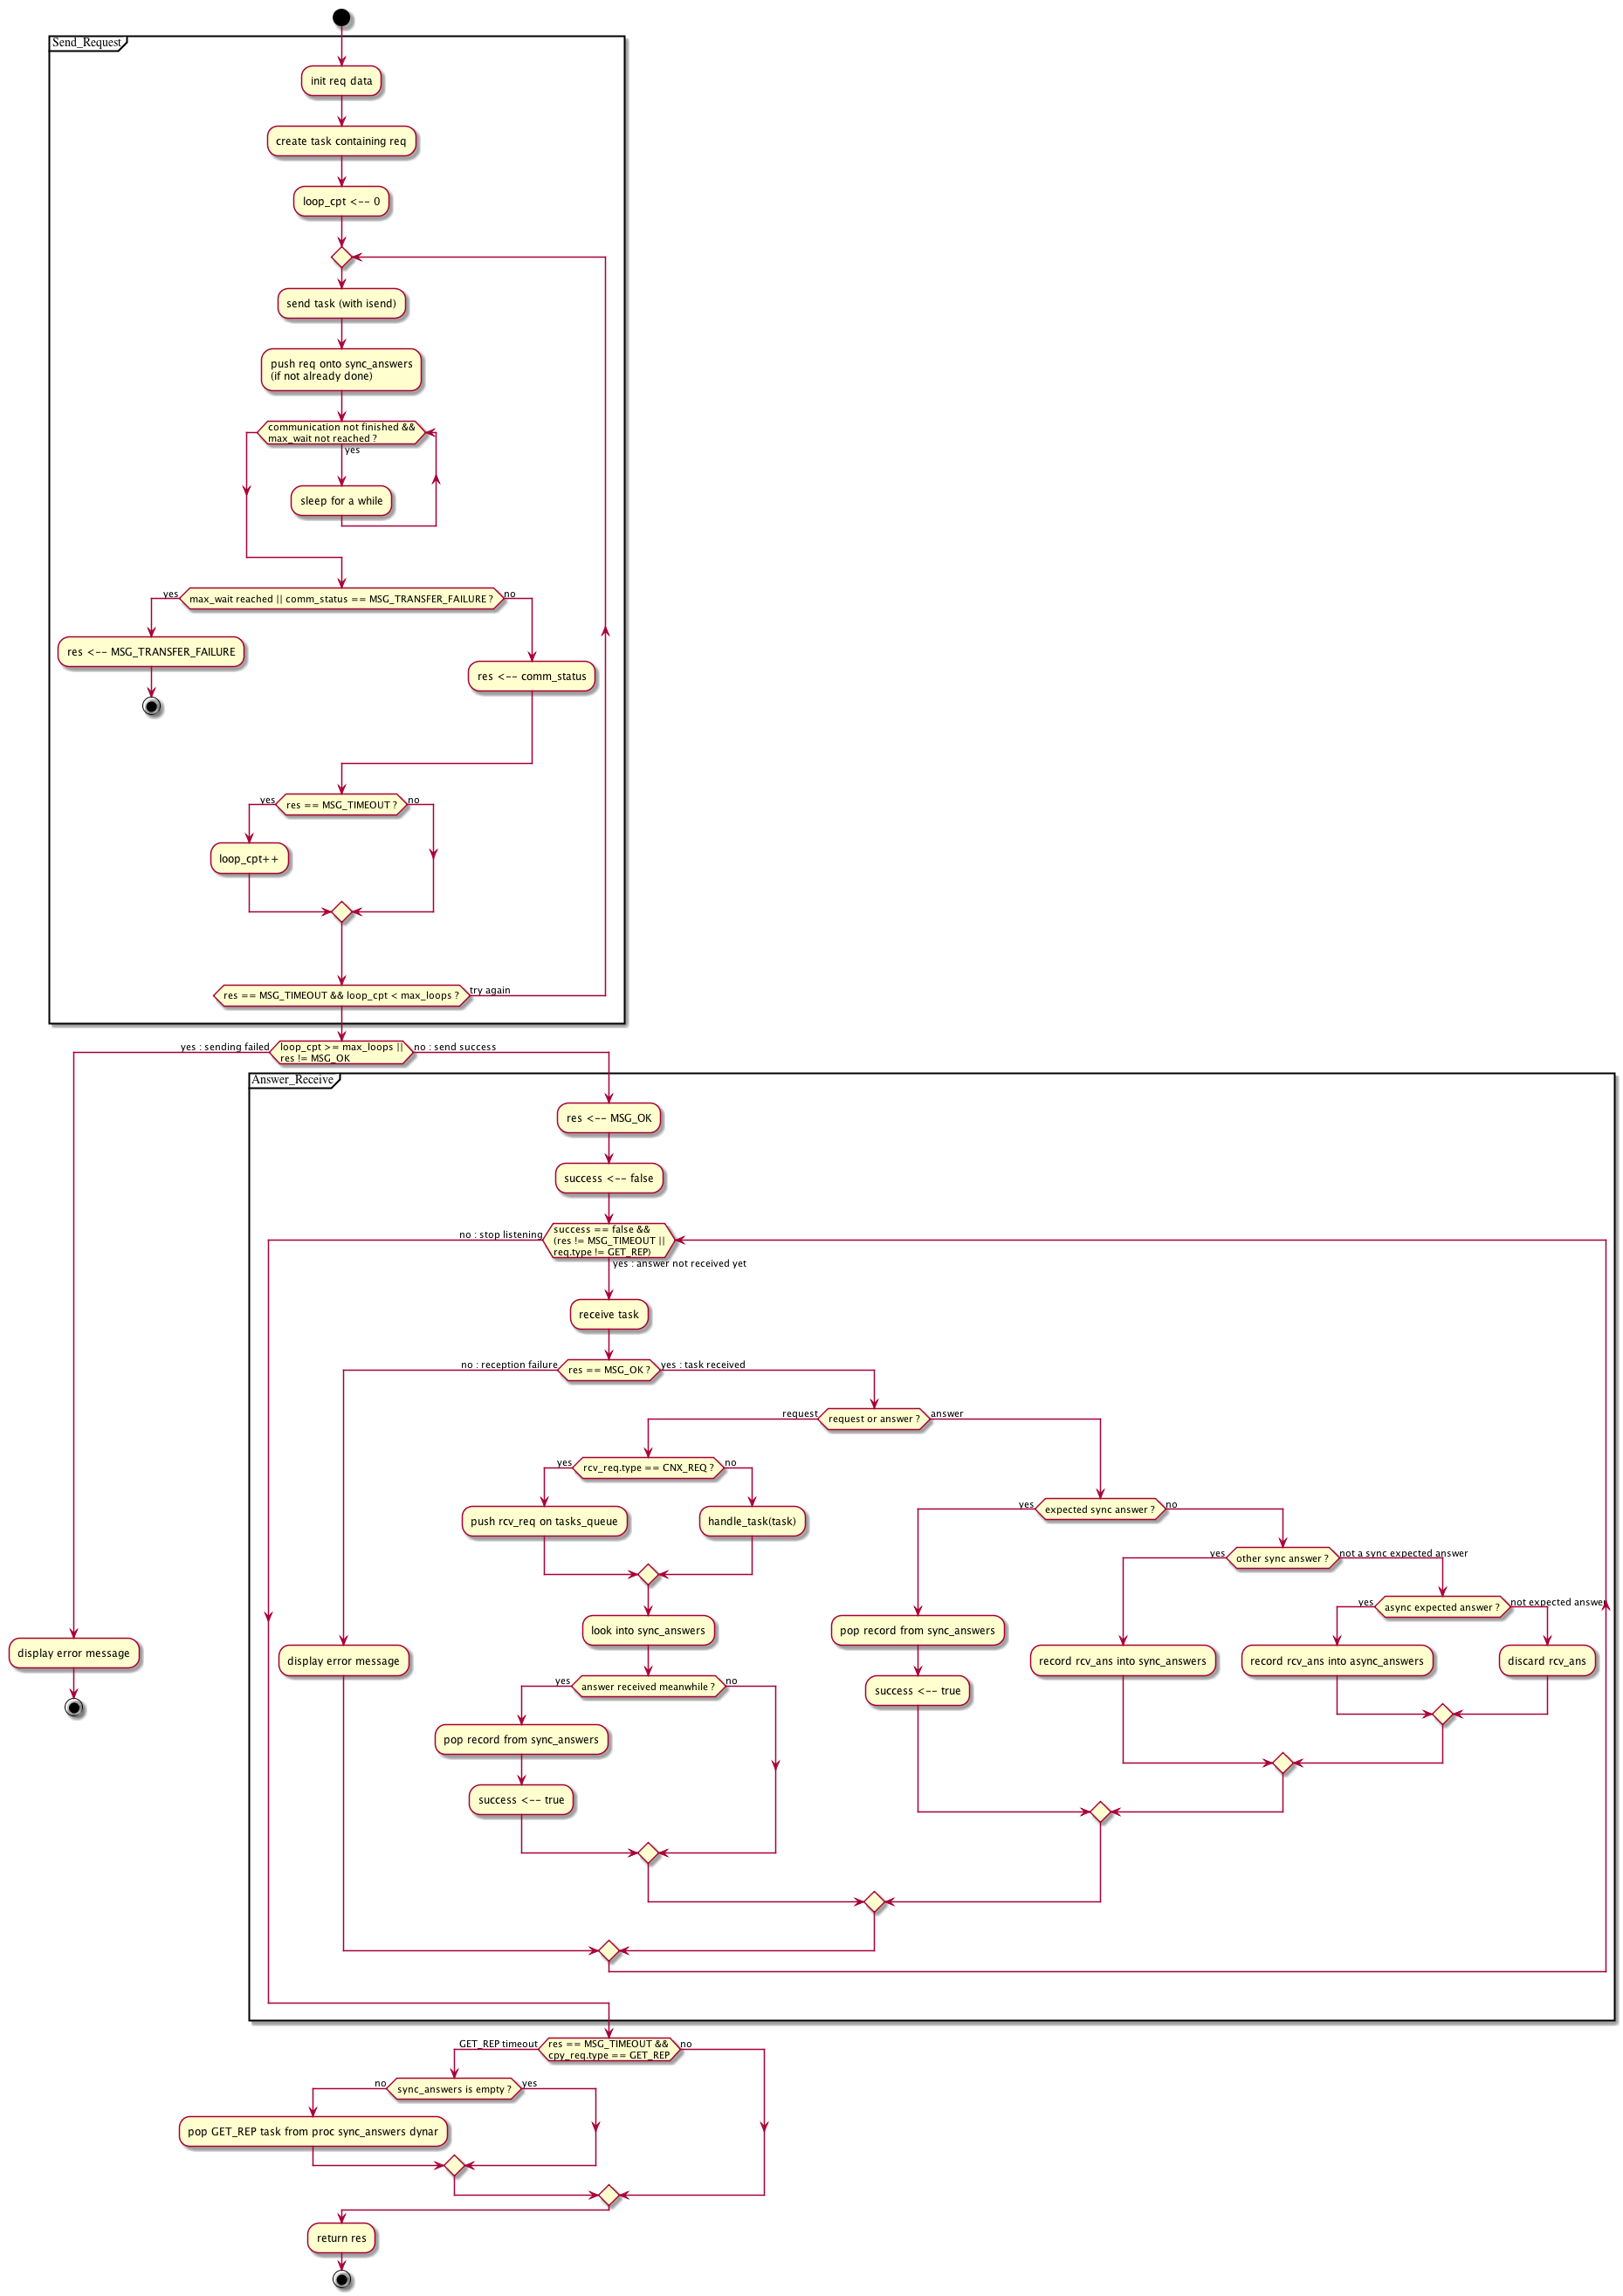 Send_Request
init req data
create task containing req
loop_cpt <-- 0
send task (with isend)
push req onto sync_answers
(if not already done)
communication not finished &&
max_wait not reached ?
yes
sleep for a while
yes
max_wait reached || comm_status == MSG_TRANSFER_FAILURE ?
no
res <-- MSG_TRANSFER_FAILURE
res <-- comm_status
yes
res == MSG_TIMEOUT ?
no
loop_cpt++
res == MSG_TIMEOUT && loop_cpt < max_loops ?
try again
yes : sending failed
loop_cpt >= max_loops ||
res != MSG_OK
no : send success
Answer_Receive
res <-- MSG_OK
success <-- false
no : stop listening
success == false &&
(res != MSG_TIMEOUT ||
req.type != GET_REP)
yes : answer not received yet
receive task
no : reception failure
res == MSG_OK ?
yes : task received
request
request or answer ?
answer
yes
rcv_req.type == CNX_REQ ?
no
push rcv_req on tasks_queue
handle_task(task)
yes
expected sync answer ?
no
yes
other sync answer ?
not a sync expected answer
yes
async expected answer ?
not expected answer
look into sync_answers
pop record from sync_answers
display error message
display error message
record rcv_ans into sync_answers
record rcv_ans into async_answers
discard rcv_ans
yes
answer received meanwhile ?
no
success <-- true
pop record from sync_answers
success <-- true
GET_REP timeout
res == MSG_TIMEOUT &&
cpy_req.type == GET_REP
no
no
sync_answers is empty ?
yes
pop GET_REP task from proc sync_answers dynar
return res